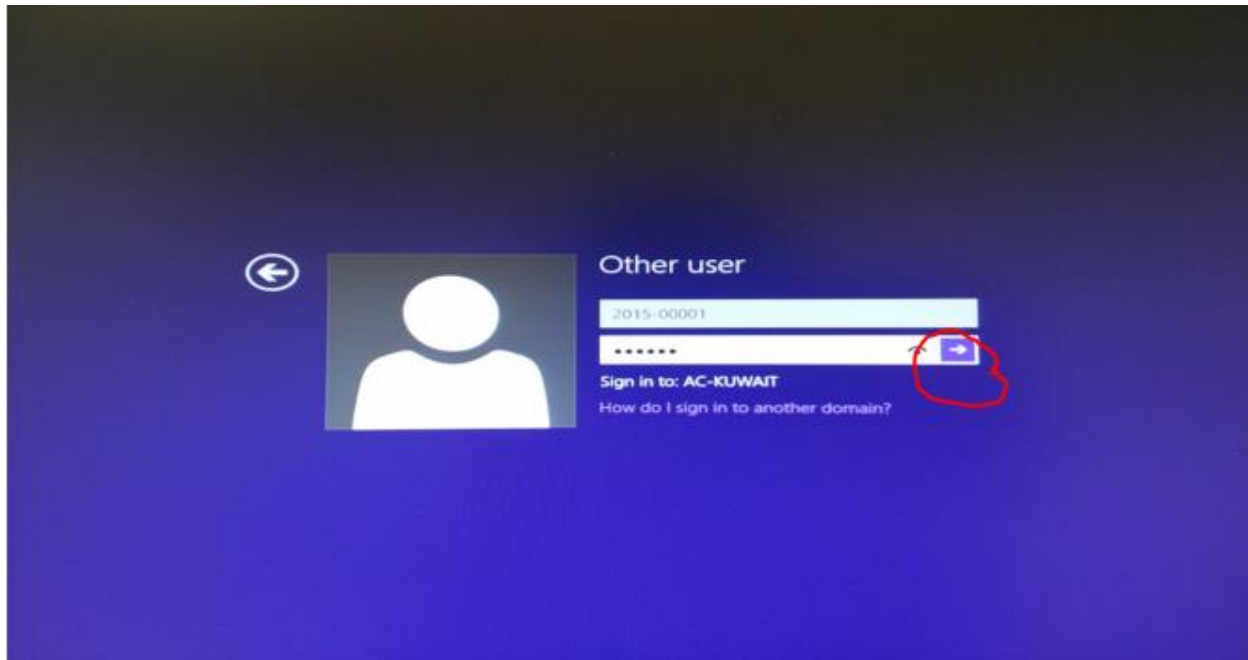 Other user
2015-00001
••••••
Sign in to: AC-KUWAIT
How do I sign in to another domain?